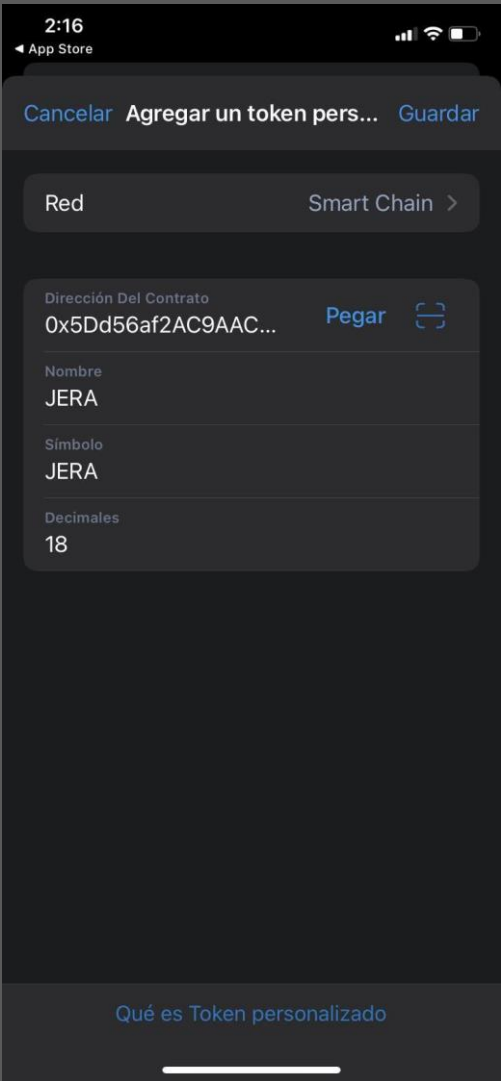 2:16
◀ App Store
Cancelar Agregar un token pers... Guardar
Red Smart Chain >
Dirección Del Contrato
0x5Dd56af2AC9AAC... Pegar
Nombre
JERA
Símbolo
JERA
Decimales
18
Qué es Token personalizado